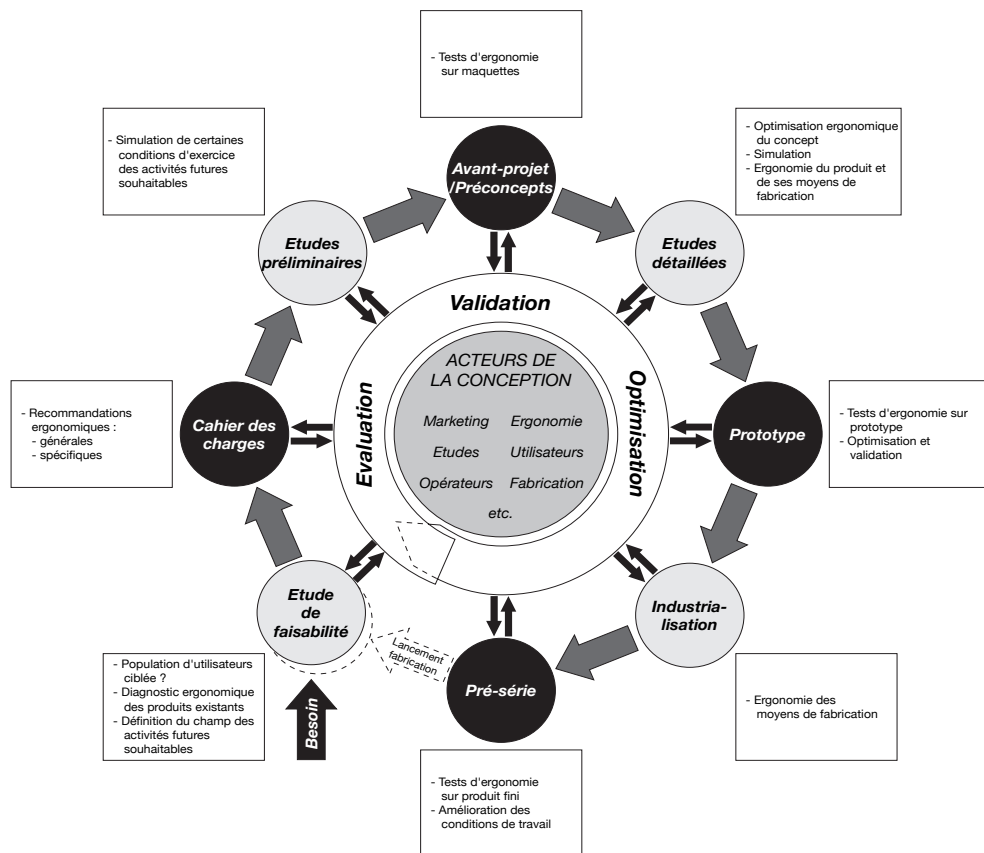 - Tests d'ergonomie
sur maquettes
- Simulation de certaines
conditions d'exercice
des activités futures
souhaitables
- Optimisation ergonomique
du concept
- Simulation
- Ergonomie du produit et
de ses moyens de
fabrication
Avant-projet
/Préconcepts
Etudes
préliminaires
Etudes
détaillées
Validation
ACTEURS DE
LA CONCEPTION
Marketing Ergonomie
Etudes Utilisateurs
Opérateurs Fabrication
etc.
Evaluation
Optimisation
- Recommandations
ergonomiques :
- générales
- spécifiques
Cahier des
charges
Prototype
- Tests d'ergonomie sur
prototype
- Optimisation et
validation
Etude
de
faisabilité
Industria-
lisation
Lancement
fabrication
Pré-série
- Population d'utilisateurs
ciblée ?
- Diagnostic ergonomique
des produits existants
- Définition du champ des
activités futures
souhaitables
Besoin
- Ergonomie des
moyens de fabrication
- Tests d'ergonomie
sur produit fini
- Amélioration des
conditions de travail